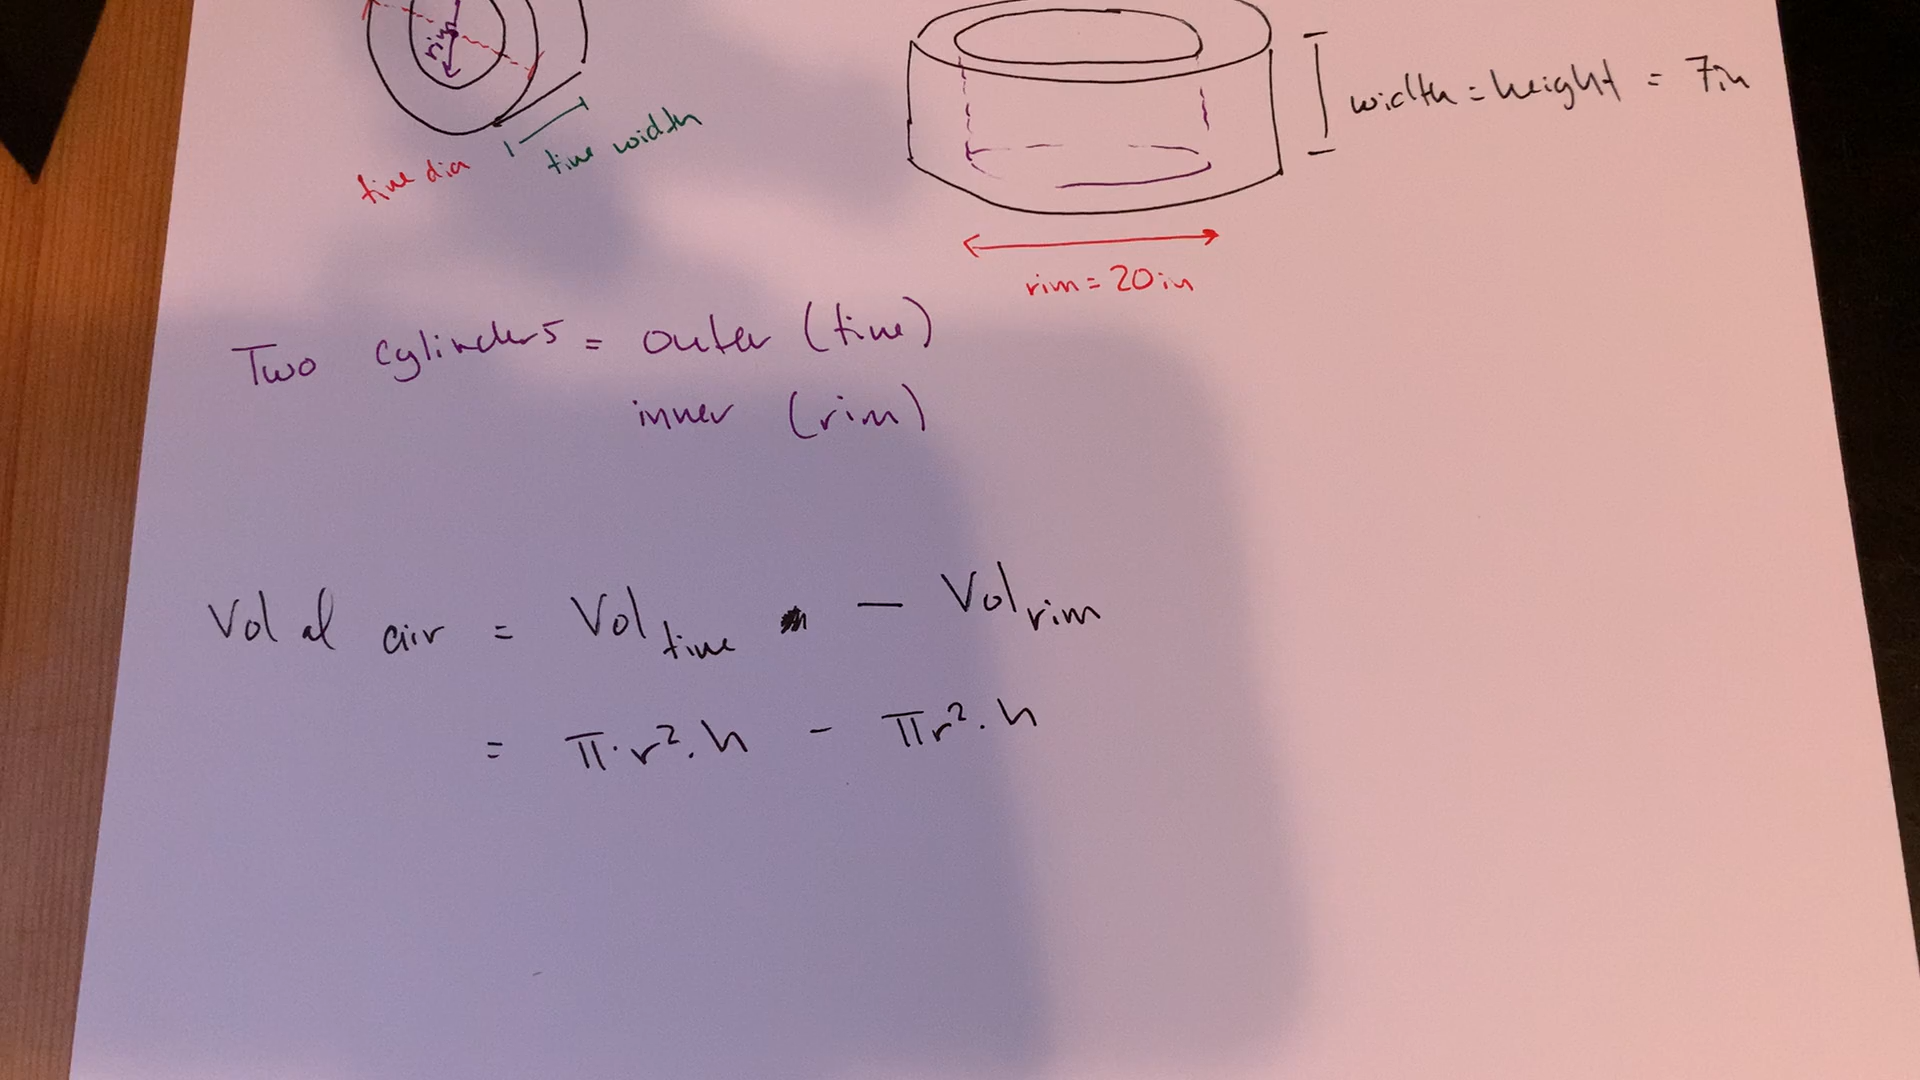 rim
tire dia
tire width
width = height = 7in
rim = 20in
Two cylinders = outer (tire)
inner (rim)
Vol of air = Vol tire - Vol rim
= π·r²·h - πr²·h